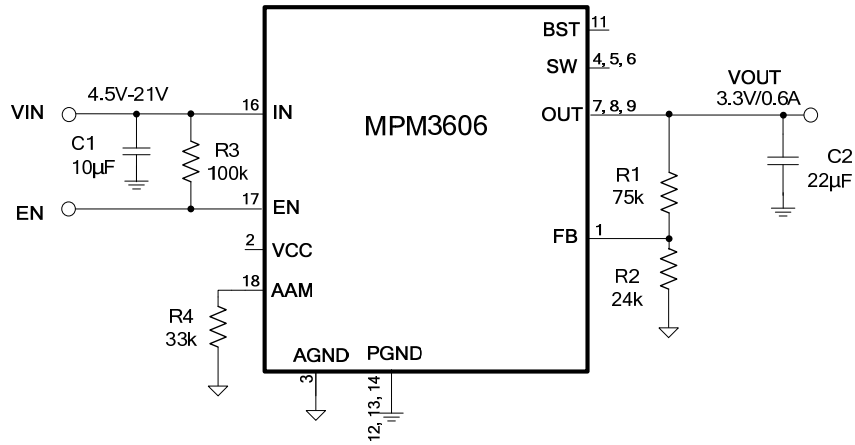 BST
11
SW
4, 5, 6
VIN
4.5V-21V
16
IN
MPM3606
OUT
7, 8, 9
VOUT
3.3V/0.6A
C1
10μF
R3
100k
R1
75k
C2
22μF
EN
17
EN
2
VCC
FB
1
18
AAM
R2
24k
R4
33k
AGND
PGND
3
12, 13, 14